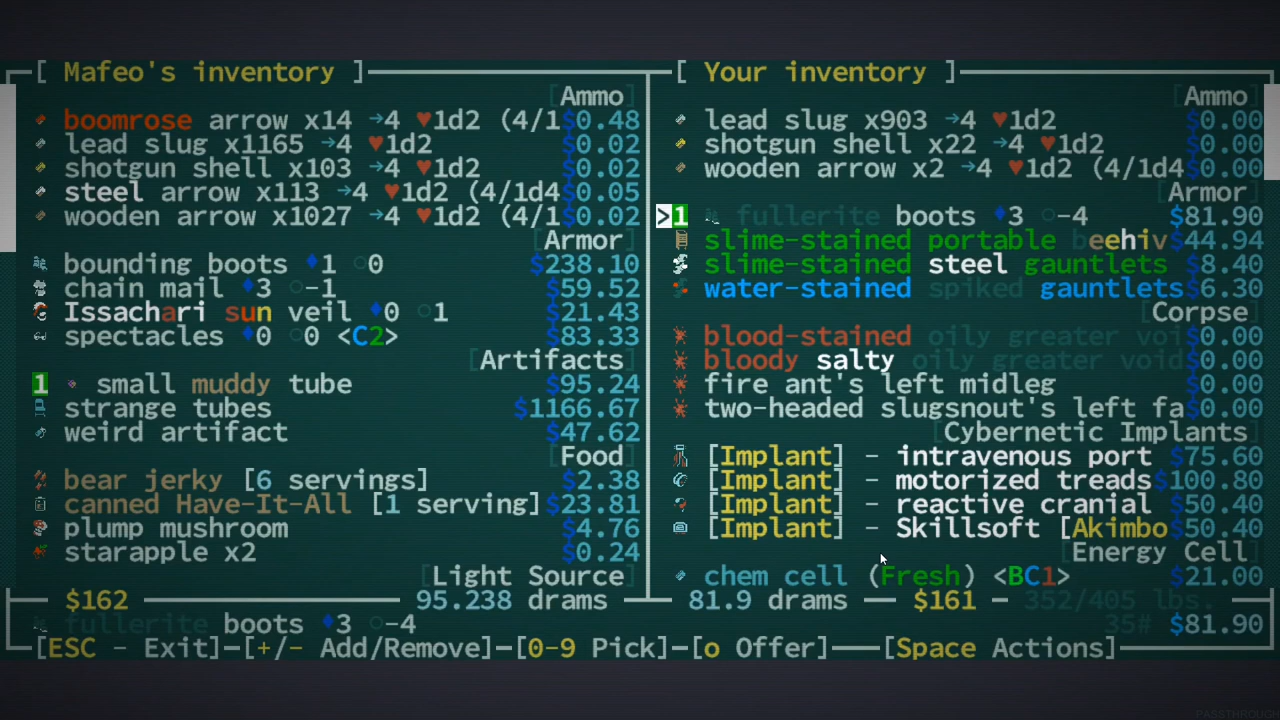 [ Mafeo's inventory ]
[Ammo]
boomrose arrow x14 →4 ♥1d2 (4/1$0.48
lead slug x1165 →4 ♥1d2 $0.02
shotgun shell x103 →4 ♥1d2 $0.02
steel arrow x113 →4 ♥1d2 (4/1d4$0.05
wooden arrow x1027 →4 ♥1d2 (4/1$0.02
[Armor]
bounding boots ♦1 ○0 $238.10
chain mail ♦3 ○-1 $59.52
Issachari sun veil ♦0 ○1 $21.43
spectacles ♦0 ○0 <C2> $83.33
[Artifacts]
1 small muddy tube $95.24
strange tubes $1166.67
weird artifact $47.62
[Food]
bear jerky [6 servings] $2.38
canned Have-It-All [1 serving]$23.81
plump mushroom $4.76
starapple x2 $0.24
[Light Source]
[ Your inventory ]
[Ammo]
lead slug x903 →4 ♥1d2 $0.00
shotgun shell x22 →4 ♥1d2 $0.00
wooden arrow x2 →4 ♥1d2 (4/1d4$0.00
[Armor]
>1 fullerite boots ♦3 ○-4 $81.90
slime-stained portable beehiv$44.94
slime-stained steel gauntlets $8.40
water-stained spiked gauntlets$6.30
[Corpse]
blood-stained oily greater voi$0.00
bloody salty oily greater void$0.00
fire ant's left midleg $0.00
two-headed slugsnout's left fa$0.00
[Cybernetic Implants]
[Implant] - intravenous port $75.60
[Implant] - motorized treads$100.80
[Implant] - reactive cranial $50.40
[Implant] - Skillsoft [Akimbo$50.40
[Energy Cell]
chem cell (Fresh) <BC1> $21.00
$162 95.238 drams 81.9 drams $161 352/405 lbs.
fullerite boots ♦3 ○-4 35# $81.90
[ESC - Exit]-[+/- Add/Remove]-[0-9 Pick]-[o Offer] [Space Actions]
PASSTHROUGH